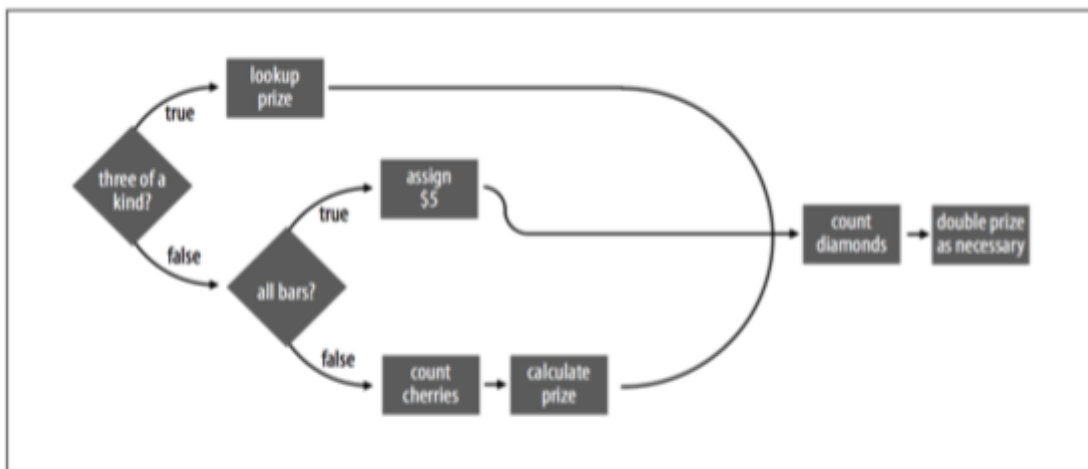 lookup
prize
true
three of a
kind?
false
assign
$5
true
all bars?
false
count
cherries
calculate
prize
count
diamonds
double prize
as necessary